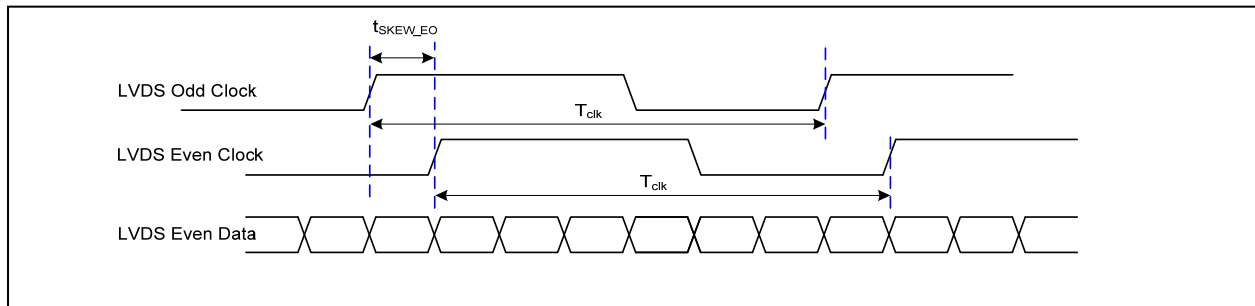 tSKEW_EO
LVDS Odd Clock
Tclk
LVDS Even Clock
Tclk
LVDS Even Data